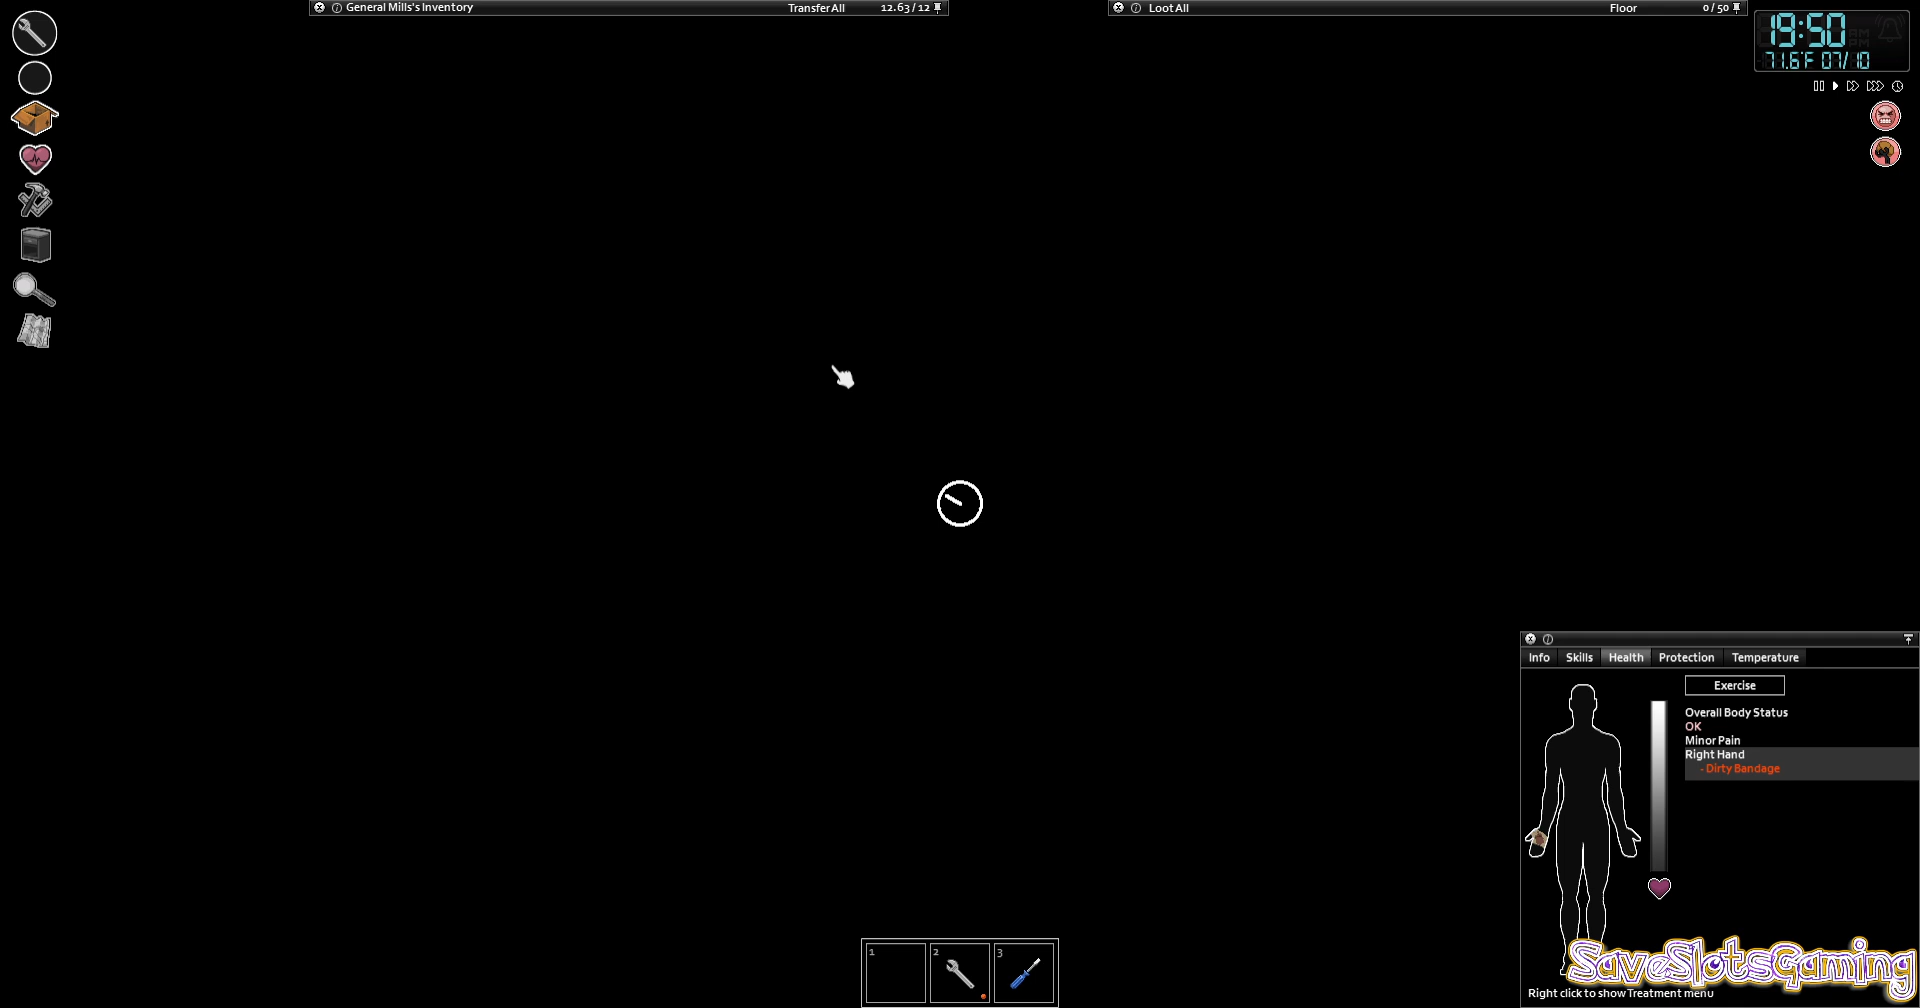 General Mills's Inventory Transfer All 12.63 / 12
Loot All Floor 0 / 50
19:50
AM
PM
71.6°F 07/10
Info Skills Health Protection Temperature
Exercise
Overall Body Status
OK
Minor Pain
Right Hand
- Dirty Bandage
1 2 3
SaveSlotsGaming
Right click to show Treatment menu